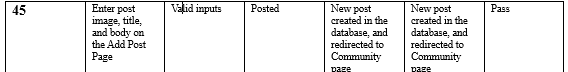 45 Enter post Valid inputs Posted New post New post Pass
image, title, created in the created in the
and body on database, and database, and
the Add Post redirected to redirected to
Page Community Community
page page